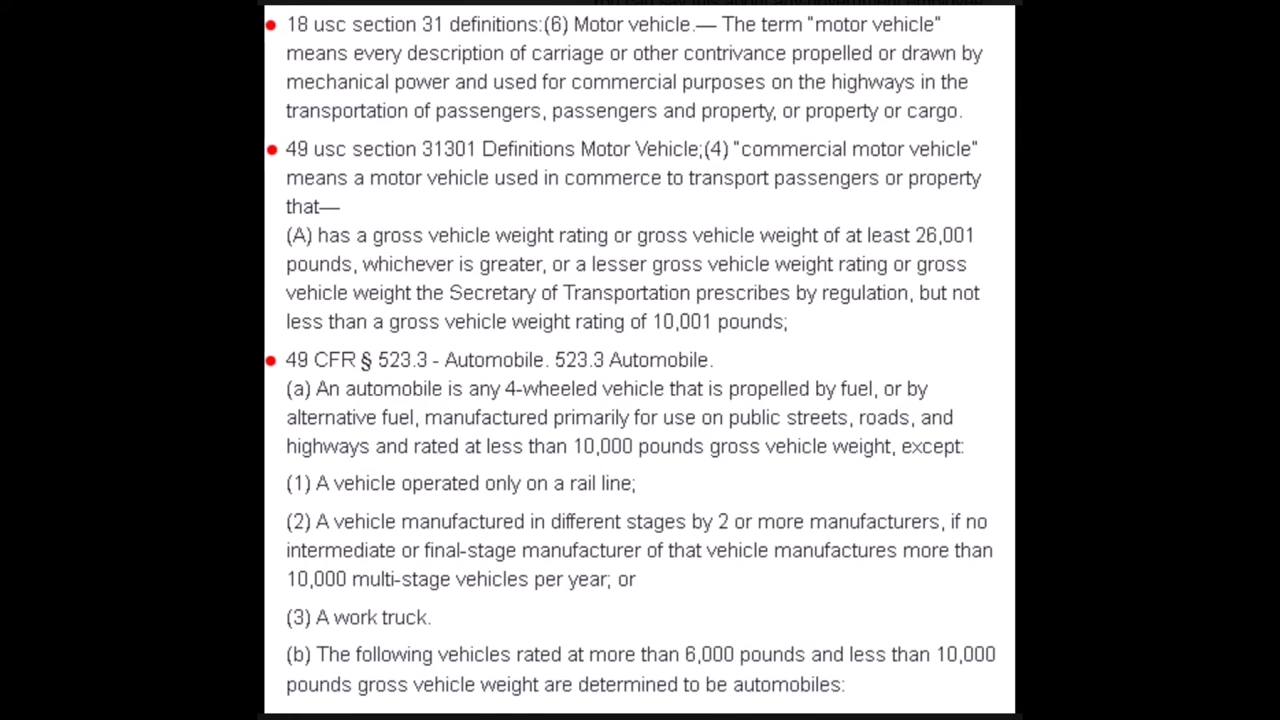 18 usc section 31 definitions:(6) Motor vehicle.— The term "motor vehicle"
means every description of carriage or other contrivance propelled or drawn by
mechanical power and used for commercial purposes on the highways in the
transportation of passengers, passengers and property, or property or cargo.
49 usc section 31301 Definitions Motor Vehicle;(4) "commercial motor vehicle"
means a motor vehicle used in commerce to transport passengers or property
that—
(A) has a gross vehicle weight rating or gross vehicle weight of at least 26,001
pounds, whichever is greater, or a lesser gross vehicle weight rating or gross
vehicle weight the Secretary of Transportation prescribes by regulation, but not
less than a gross vehicle weight rating of 10,001 pounds;
49 CFR § 523.3 - Automobile. 523.3 Automobile.
(a) An automobile is any 4-wheeled vehicle that is propelled by fuel, or by
alternative fuel, manufactured primarily for use on public streets, roads, and
highways and rated at less than 10,000 pounds gross vehicle weight, except:
(1) A vehicle operated only on a rail line;
(2) A vehicle manufactured in different stages by 2 or more manufacturers, if no
intermediate or final-stage manufacturer of that vehicle manufactures more than
10,000 multi-stage vehicles per year; or
(3) A work truck.
(b) The following vehicles rated at more than 6,000 pounds and less than 10,000
pounds gross vehicle weight are determined to be automobiles: